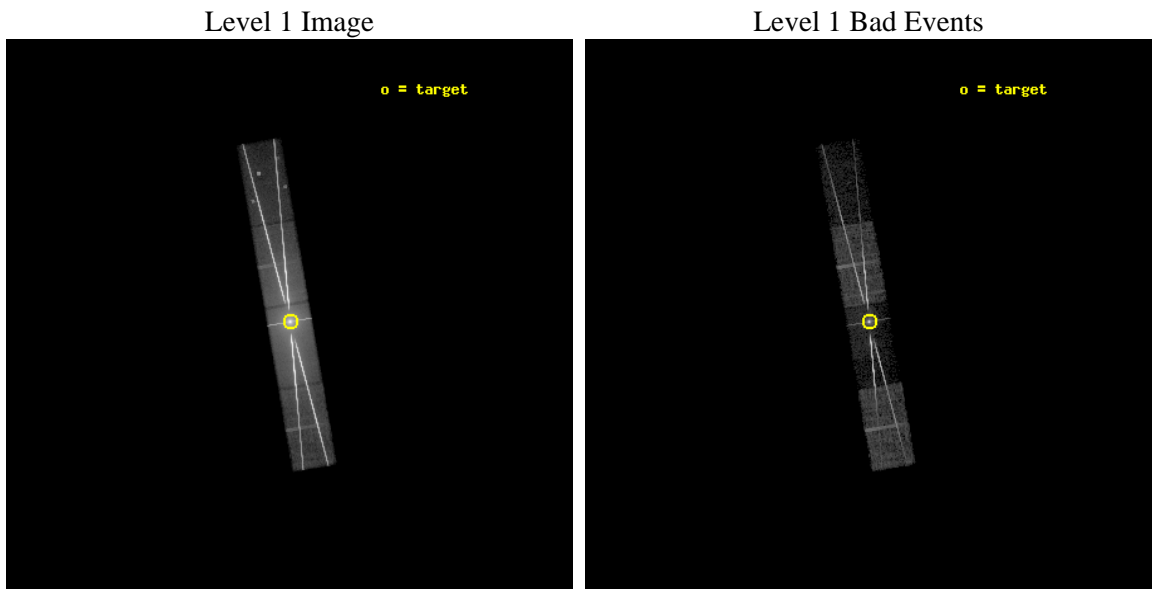 Level 1 Image
Level 1 Bad Events
o = target
o = target